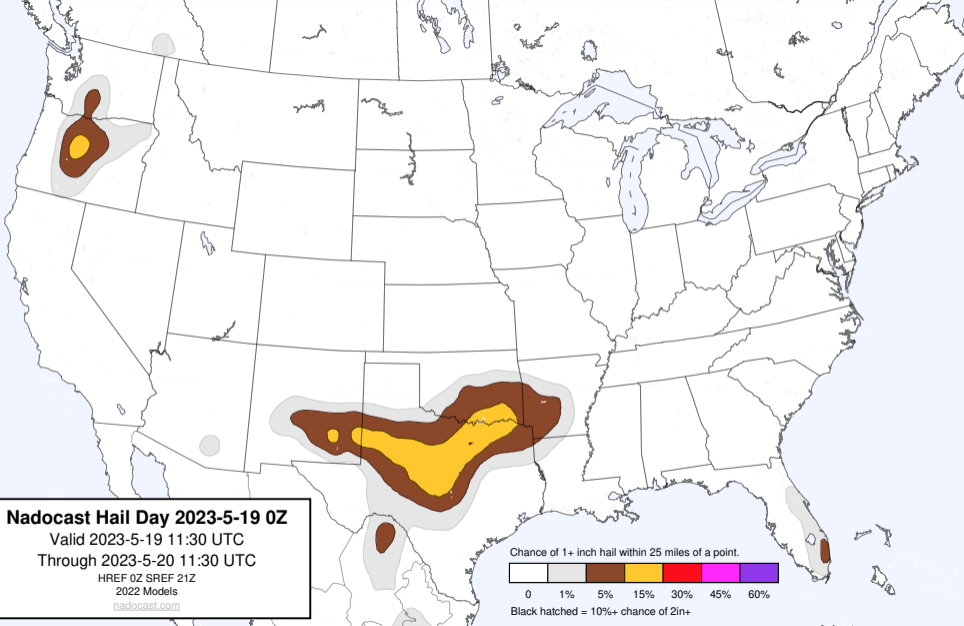 Nadocast Hail Day 2023-5-19 0Z
Valid 2023-5-19 11:30 UTC
Through 2023-5-20 11:30 UTC
HREF 0Z SREF 21Z
2022 Models
nadocast.com
Chance of 1+ inch hail within 25 miles of a point.
0 1% 5% 15% 30% 45% 60%
Black hatched = 10%+ chance of 2in+